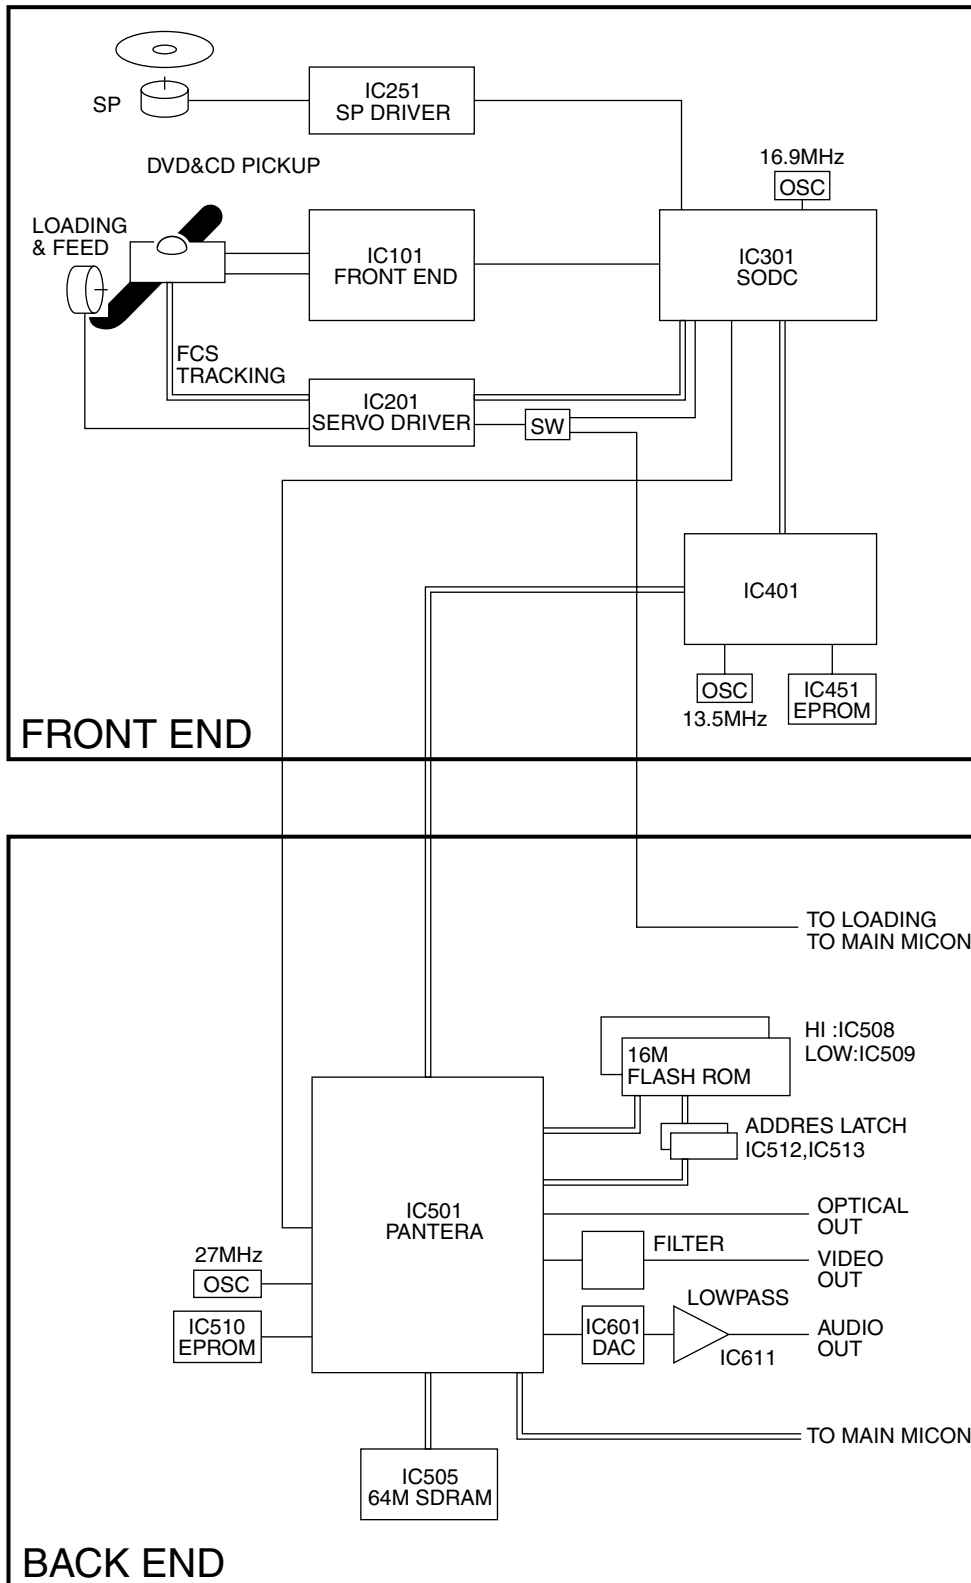 SP
IC251
SP DRIVER
DVD&CD PICKUP
16.9MHz
OSC
LOADING
& FEED
IC101
FRONT END
IC301
SODC
FCS
TRACKING
IC201
SERVO DRIVER
SW
IC401
OSC
13.5MHz
IC451
EPROM
FRONT END
TO LOADING
TO MAIN MICON
HI :IC508
LOW:IC509
16M
FLASH ROM
ADDRES LATCH
IC512,IC513
IC501
PANTERA
OPTICAL
OUT
FILTER
VIDEO
OUT
27MHz
OSC
LOWPASS
IC510
EPROM
IC601
DAC
IC611
AUDIO
OUT
TO MAIN MICON
IC505
64M SDRAM
BACK END